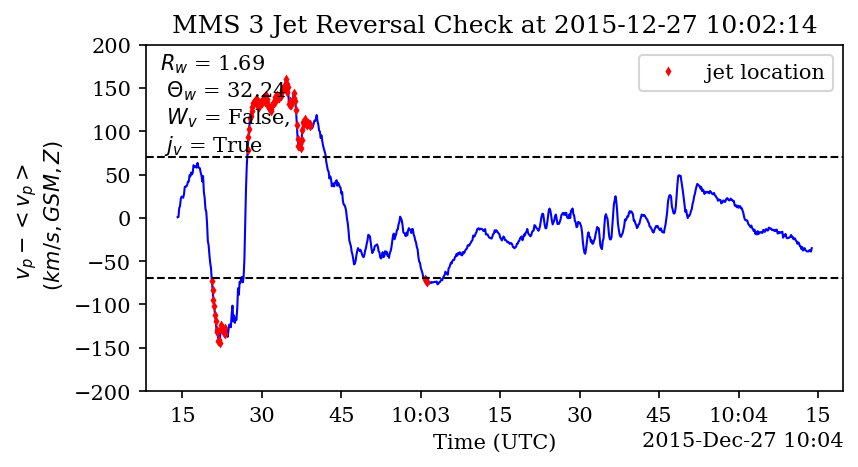 MMS 3 Jet Reversal Check at 2015-12-27 10:02:14
200
150
100
50
0
−50
−100
−150
−200
v_p − < v_p >
(km/s, GSM, Z)
R_w = 1.69
Θ_w = 32.24
W_v = False,
j_v = True
jet location
15 30 45 10:03 15 30 45 10:04 15
Time (UTC)
2015-Dec-27 10:04